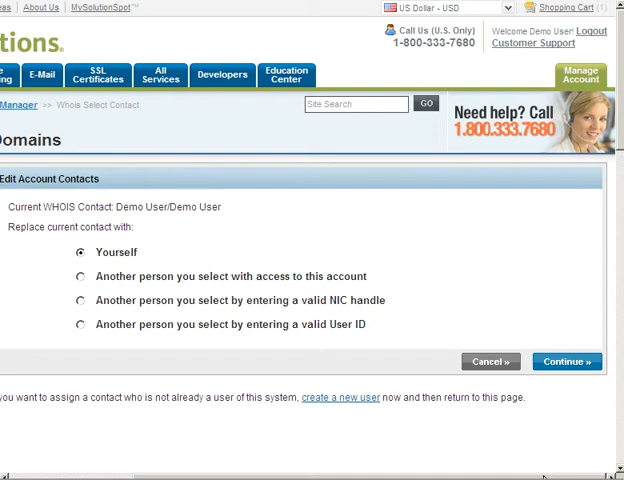 eas About Us MySolutionSpot™ US Dollar - USD Shopping Cart (1)
tions. Call Us (U.S. Only) 1-800-333-7680 Welcome Demo User! Logout
Customer Support
e
ing E-Mail SSL Certificates All Services Developers Education Center Manage Account
Manager >> Whois Select Contact Site Search GO
Need help? Call
1.800.333.7680
omains
Edit Account Contacts
Current WHOIS Contact: Demo User/Demo User
Replace current contact with:
Yourself
Another person you select with access to this account
Another person you select by entering a valid NIC handle
Another person you select by entering a valid User ID
Cancel » Continue »
you want to assign a contact who is not already a user of this system, create a new user now and then return to this page.